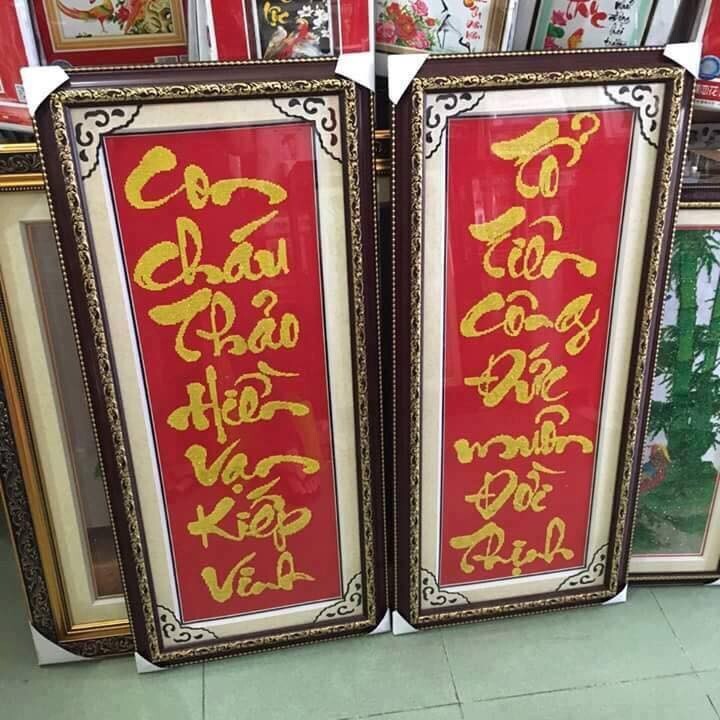 Con
cháu
Thảo
Hiền
Vạn
Kiếp
Vinh
Tổ
Tiên
Công
Đức
muôn
Đời
Thịnh